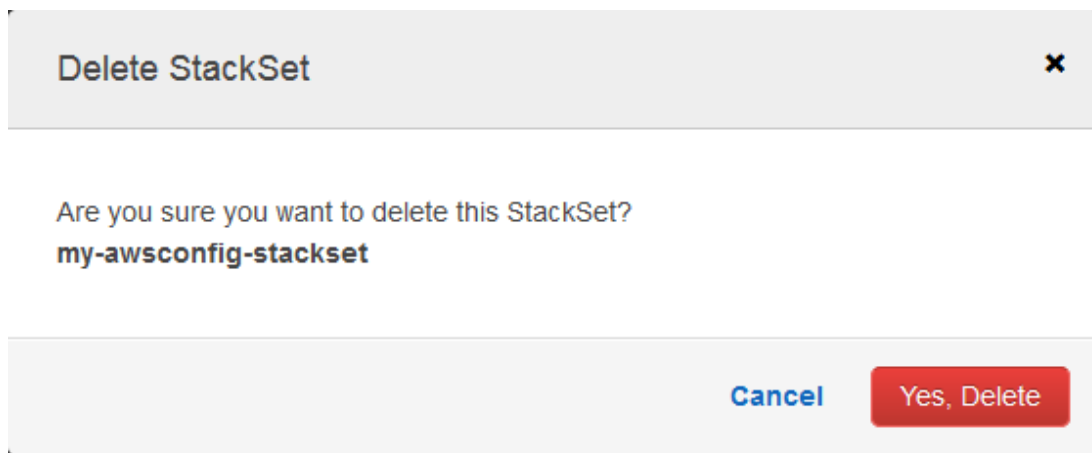 Delete StackSet
Are you sure you want to delete this StackSet?
my-awsconfig-stackset
Cancel
Yes, Delete